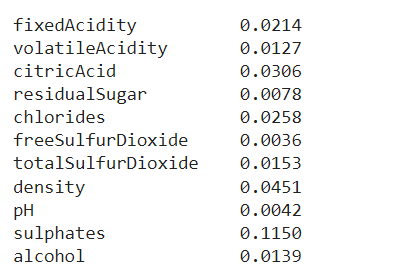 fixedAcidity 0.0214
volatileAcidity 0.0127
citricAcid 0.0306
residualSugar 0.0078
chlorides 0.0258
freeSulfurDioxide 0.0036
totalSulfurDioxide 0.0153
density 0.0451
pH 0.0042
sulphates 0.1150
alcohol 0.0139